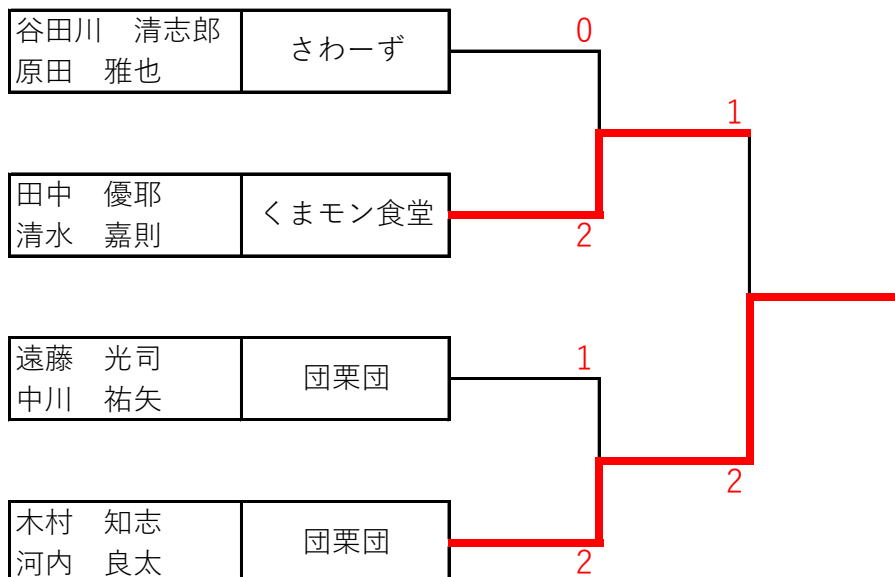 谷田川　清志郎
原田　雅也
さわーず
0
1
田中　優耶
清水　嘉則
くまモン食堂
2
遠藤　光司
中川　祐矢
団栗団
1
2
木村　知志
河内　良太
団栗団
2